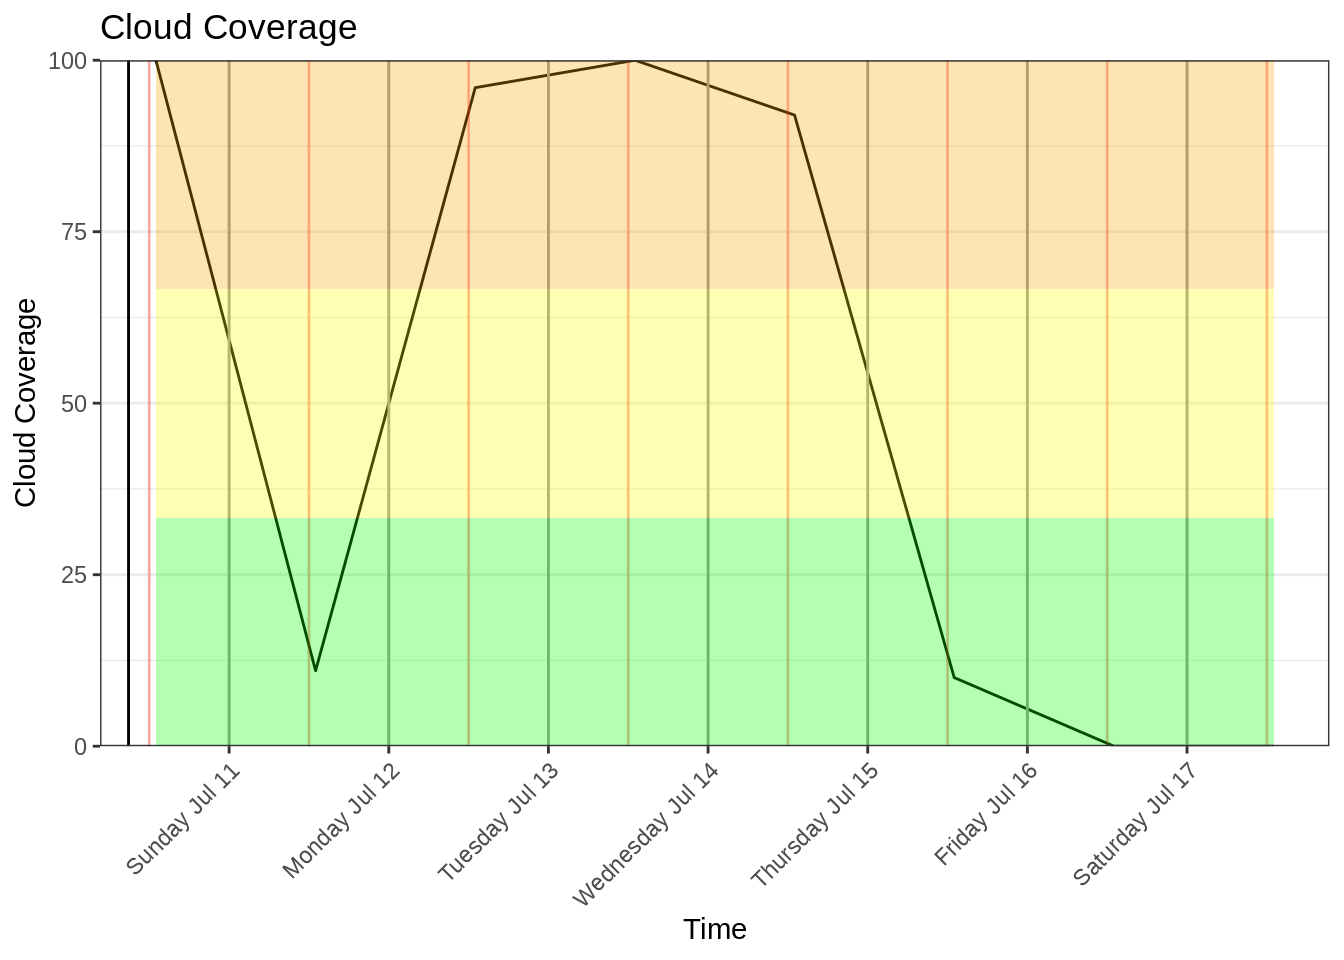 Cloud Coverage
100
75
50
25
0
Cloud Coverage
Sunday Jul 11
Monday Jul 12
Tuesday Jul 13
Wednesday Jul 14
Thursday Jul 15
Friday Jul 16
Saturday Jul 17
Time